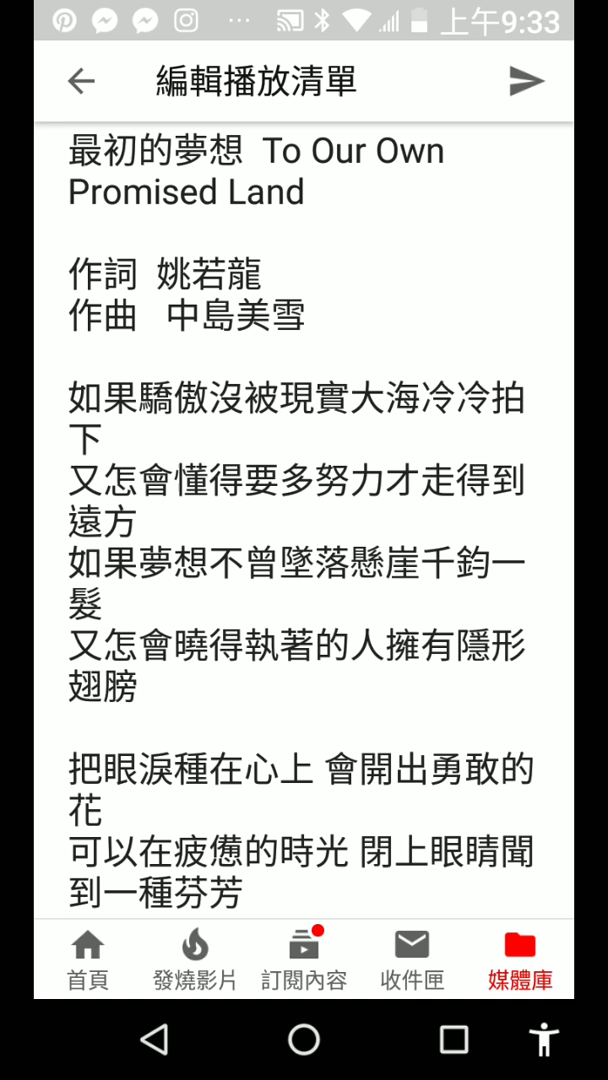 上午9:33
編輯播放清單
最初的夢想 To Our Own
Promised Land
作詞 姚若龍
作曲 中島美雪
如果驕傲沒被現實大海冷冷拍
下
又怎會懂得要多努力才走得到
遠方
如果夢想不曾墜落懸崖千鈞一
髮
又怎會曉得執著的人擁有隱形
翅膀
把眼淚種在心上 會開出勇敢的
花
可以在疲憊的時光 閉上眼睛聞
到一種芬芳
首頁 發燒影片 訂閱內容 收件匣 媒體庫